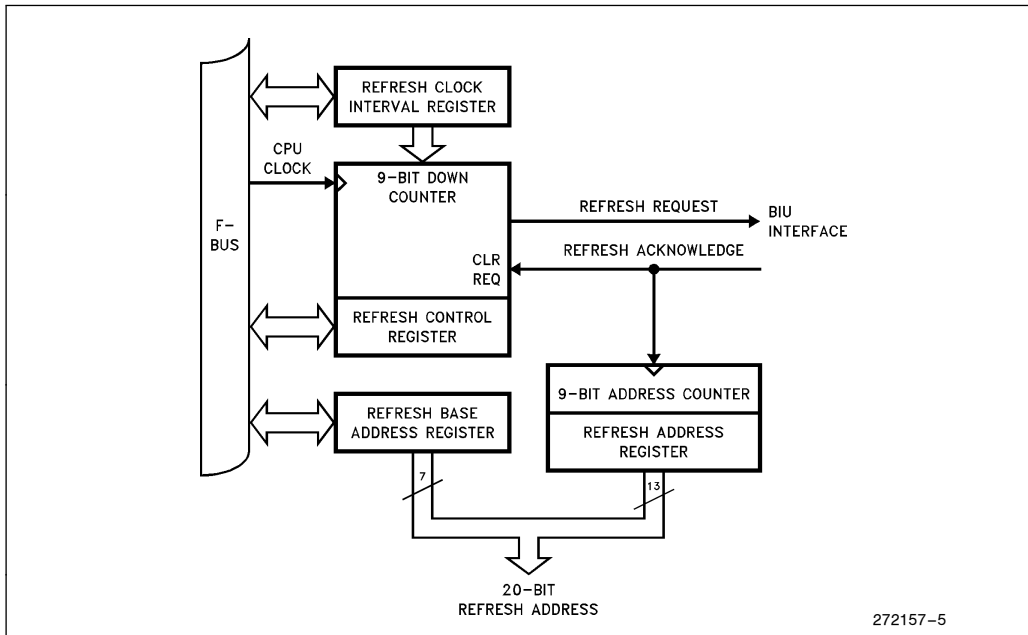 REFRESH CLOCK
INTERVAL REGISTER
CPU
CLOCK
9-BIT DOWN
COUNTER
F-
BUS
REFRESH REQUEST
BIU
INTERFACE
REFRESH ACKNOWLEDGE
CLR
REQ
REFRESH CONTROL
REGISTER
9-BIT ADDRESS COUNTER
REFRESH BASE
ADDRESS REGISTER
REFRESH ADDRESS
REGISTER
7
13
20-BIT
REFRESH ADDRESS
272157-5